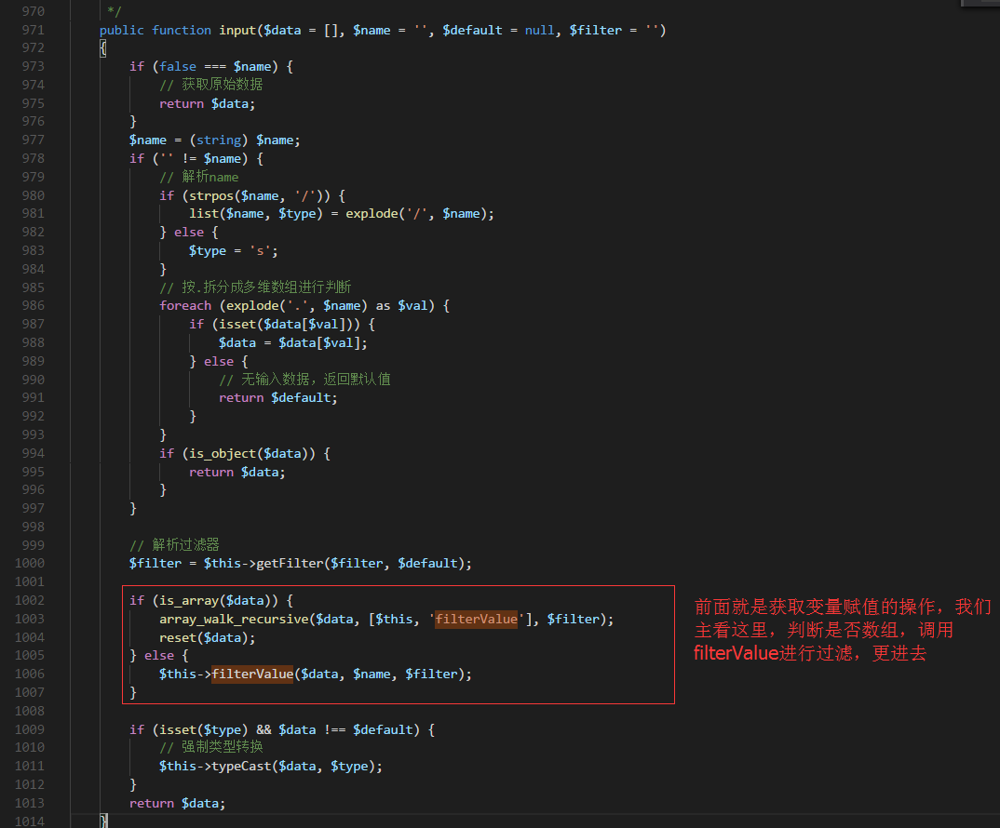 970 */
971 public function input($data = [], $name = '', $default = null, $filter = '')
972 {
973 if (false === $name) {
974 // 获取原始数据
975 return $data;
976 }
977 $name = (string) $name;
978 if ('' != $name) {
979 // 解析name
980 if (strpos($name, '/')) {
981 list($name, $type) = explode('/', $name);
982 } else {
983 $type = 's';
984 }
985 // 按.拆分成多维数组进行判断
986 foreach (explode('.', $name) as $val) {
987 if (isset($data[$val])) {
988 $data = $data[$val];
989 } else {
990 // 无输入数据，返回默认值
991 return $default;
992 }
993 }
994 if (is_object($data)) {
995 return $data;
996 }
997 }
998
999 // 解析过滤器
1000 $filter = $this->getFilter($filter, $default);
1001
1002 if (is_array($data)) {
1003 array_walk_recursive($data, [$this, 'filterValue'], $filter);
1004 reset($data);
1005 } else {
1006 $this->filterValue($data, $name, $filter);
1007 }
1008
1009 if (isset($type) && $data !== $default) {
1010 // 强制类型转换
1011 $this->typeCast($data, $type);
1012 }
1013 return $data;
1014 }
前面就是获取变量赋值的操作，我们
主看这里，判断是否数组，调用
filterValue进行过滤，更进去